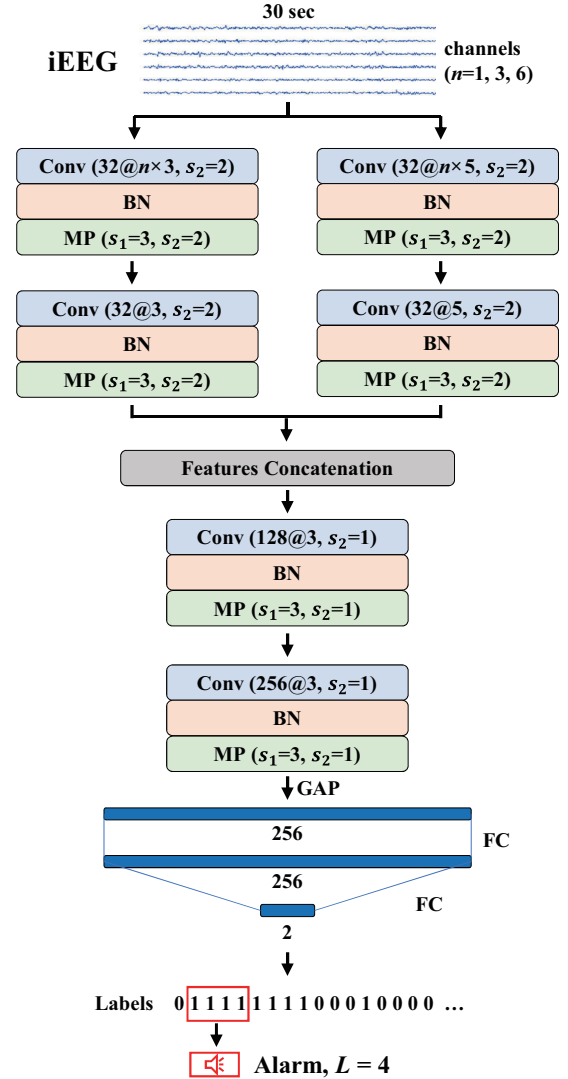 30 sec
iEEG
channels
(n=1, 3, 6)
Conv (32@n×3, s₂=2)
BN
MP (s₁=3, s₂=2)
Conv (32@n×5, s₂=2)
BN
MP (s₁=3, s₂=2)
Conv (32@3, s₂=2)
BN
MP (s₁=3, s₂=2)
Conv (32@5, s₂=2)
BN
MP (s₁=3, s₂=2)
Features Concatenation
Conv (128@3, s₂=1)
BN
MP (s₁=3, s₂=1)
Conv (256@3, s₂=1)
BN
MP (s₁=3, s₂=1)
GAP
256
FC
256
FC
2
Labels 0 1 1 1 1 1 1 1 1 0 0 0 1 0 0 0 0 ...
Alarm, L = 4